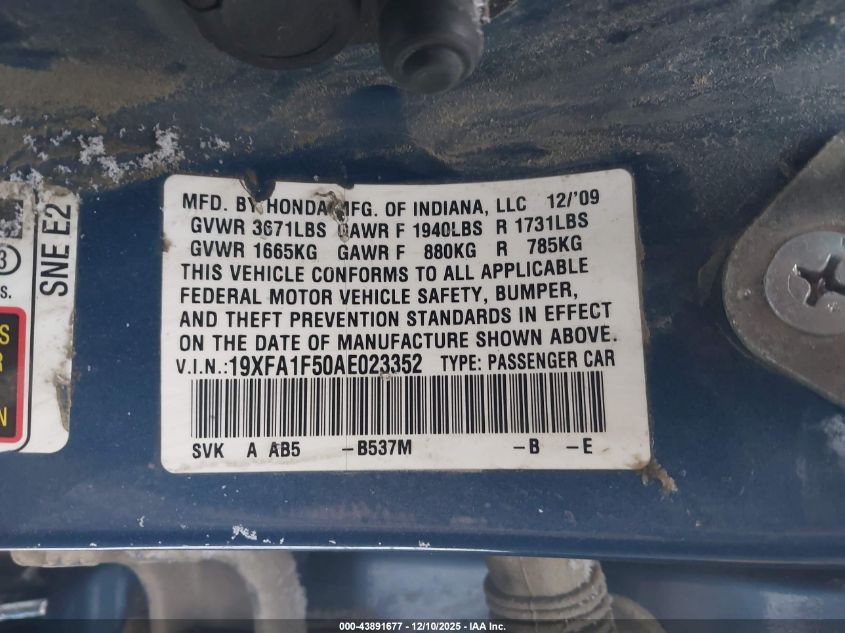 MFD. BY HONDA MFG. OF INDIANA, LLC 12/'09
GVWR 3671LBS GAWR F 1940LBS R 1731LBS
GVWR 1665KG GAWR F 880KG R 785KG
THIS VEHICLE CONFORMS TO ALL APPLICABLE
FEDERAL MOTOR VEHICLE SAFETY, BUMPER,
AND THEFT PREVENTION STANDARDS IN EFFECT
ON THE DATE OF MANUFACTURE SHOWN ABOVE.
V.I.N.:19XFA1F50AE023352 TYPE: PASSENGER CAR
SVK A AB5 -B537M -B -E
SNE E2
3
S.
S
R
N
000-43891677 - 12/10/2025 - IAA Inc.